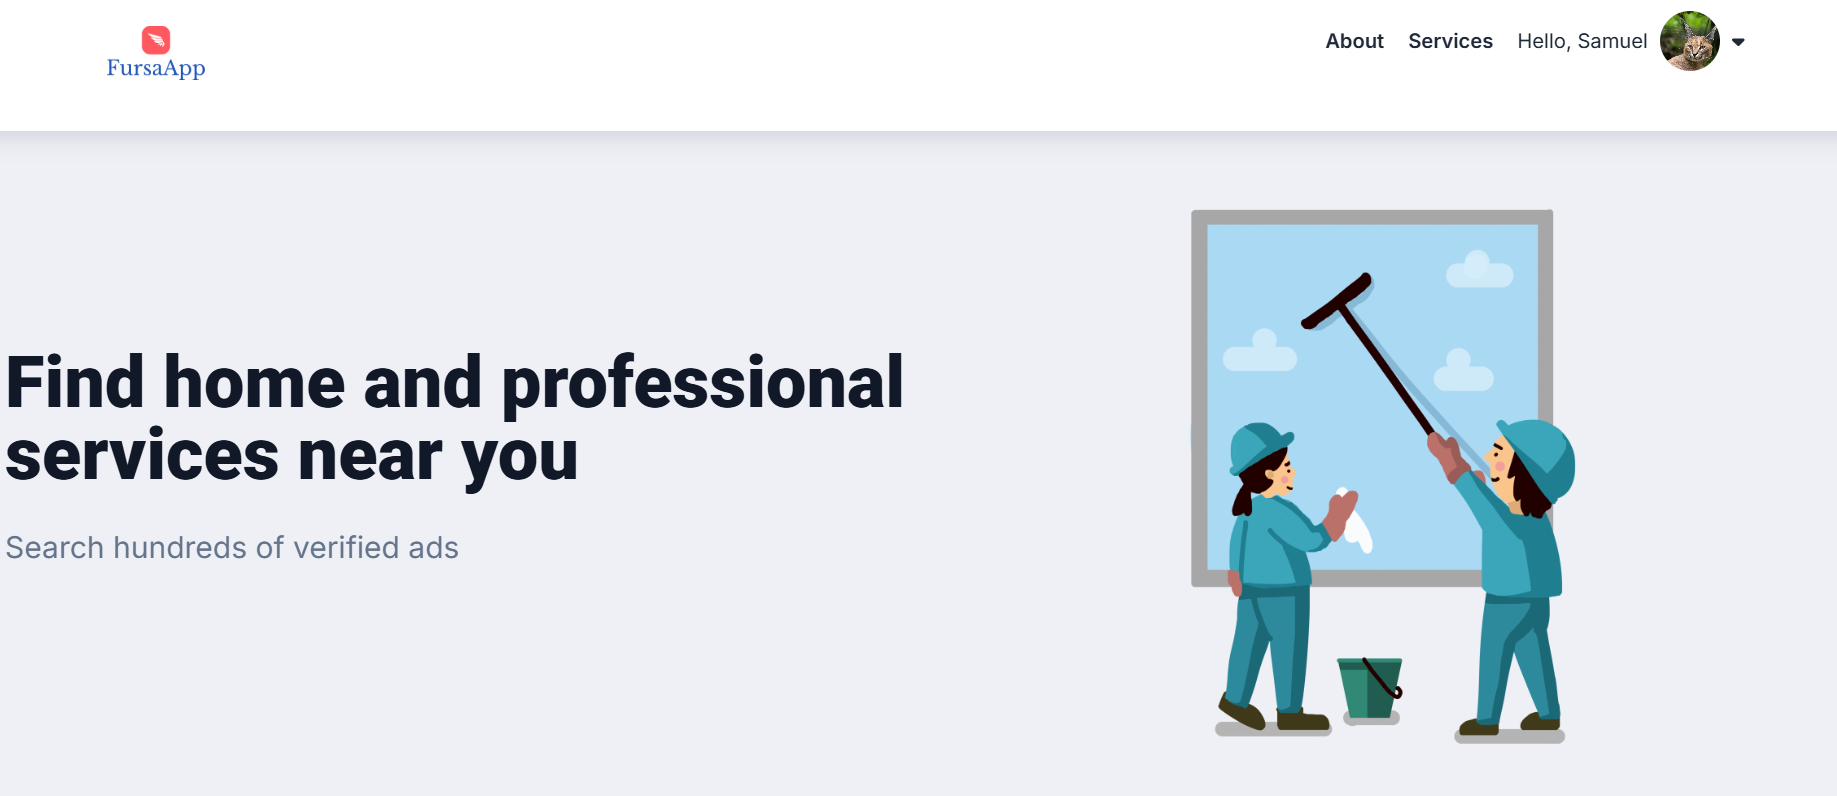 FursaApp
About Services Hello, Samuel
Find home and professional
services near you
Search hundreds of verified ads